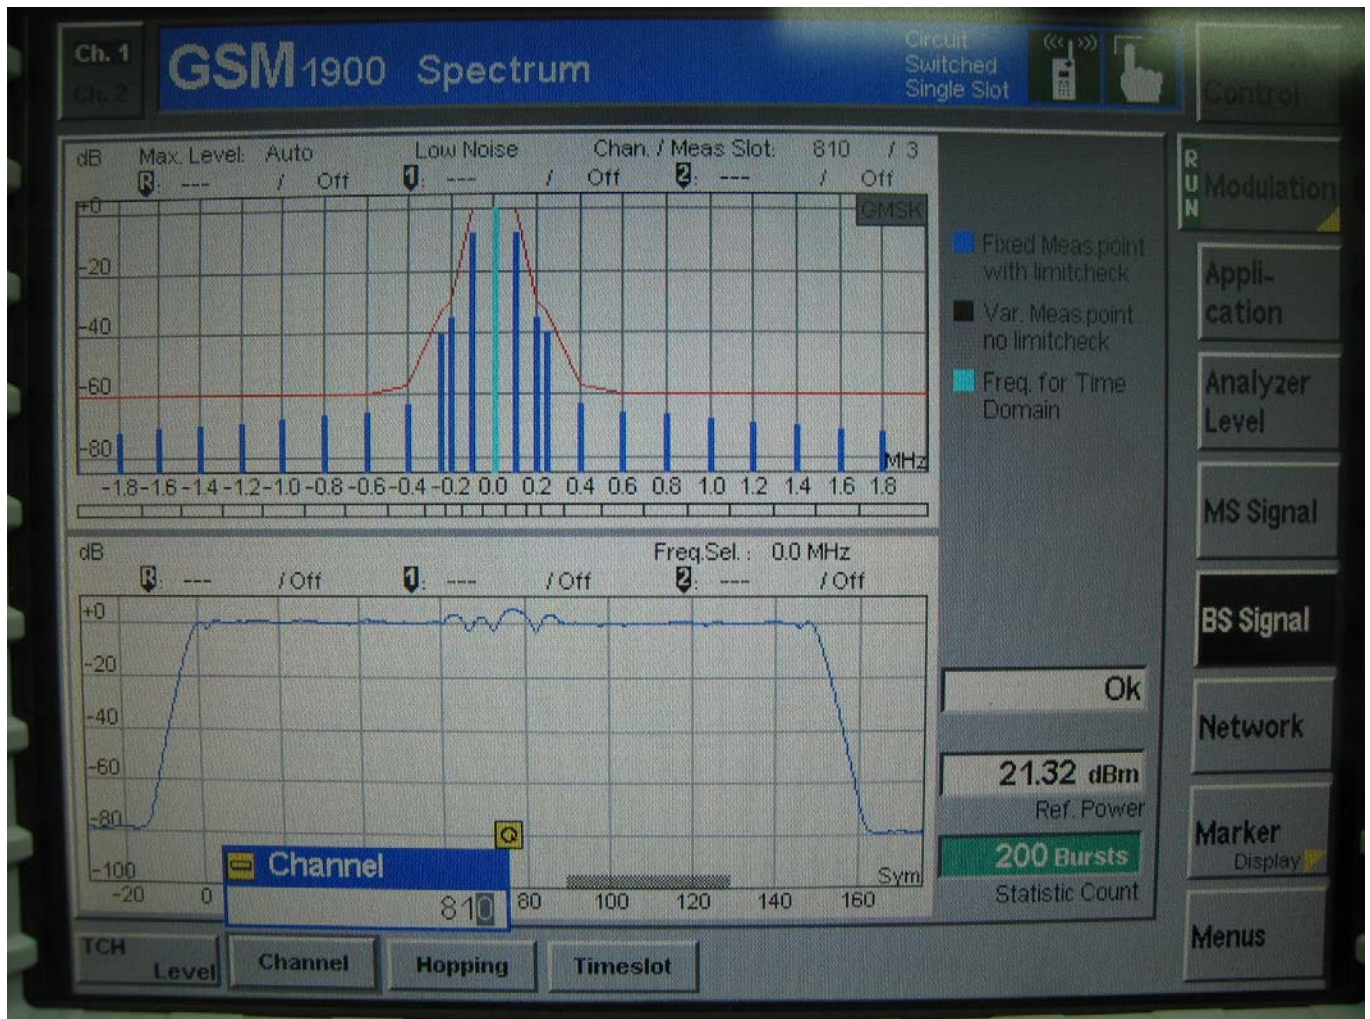 Ch. 1
Ch. 2
GSM 1900 Spectrum
Circuit
Switched
Single Slot
Control
dB Max. Level: Auto Low Noise Chan. / Meas Slot: 810 / 3
R: --- / Off 1: --- / Off 2: --- / Off
+0
GMSK
-20
-40
-60
-80
MHz
-1.8 -1.6 -1.4 -1.2 -1.0 -0.8 -0.6 -0.4 -0.2 0.0 0.2 0.4 0.6 0.8 1.0 1.2 1.4 1.6 1.8
Fixed Meas.point
with limitcheck
Var. Meas.point
no limitcheck
Freq. for Time
Domain
dB Freq.Sel. : 0.0 MHz
R: --- / Off 1: --- / Off 2: --- / Off
+0
-20
-40
-60
-80
-100
Sym
-20 0 80 100 120 140 160
Channel
810
Ok
21.32 dBm
Ref. Power
200 Bursts
Statistic Count
RUN
Modulation
Appli-
cation
Analyzer
Level
MS Signal
BS Signal
Network
Marker
Display
Menus
TCH
Level
Channel
Hopping
Timeslot